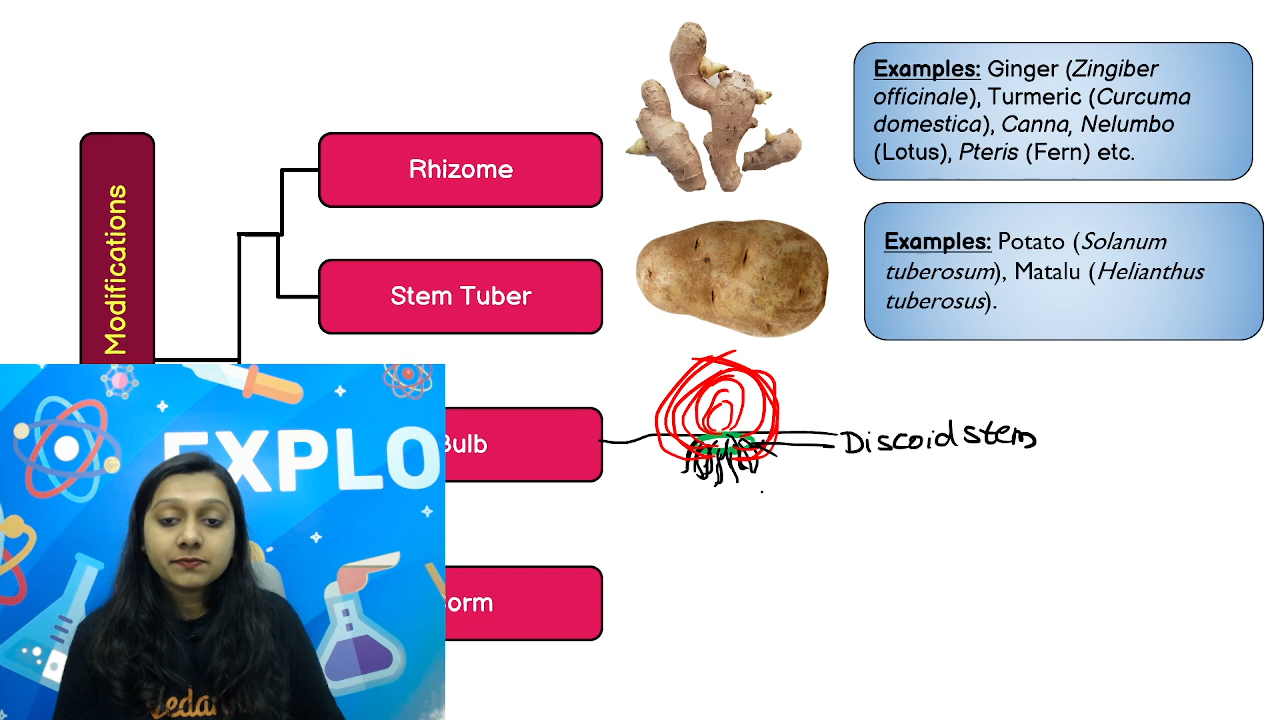 Modifications
Rhizome
Examples: Ginger (Zingiber
officinale), Turmeric (Curcuma
domestica), Canna, Nelumbo
(Lotus), Pteris (Fern) etc.
Stem Tuber
Examples: Potato (Solanum
tuberosum), Matalu (Helianthus
tuberosus).
Bulb
Discoid stem
EXPLO
orm
edan